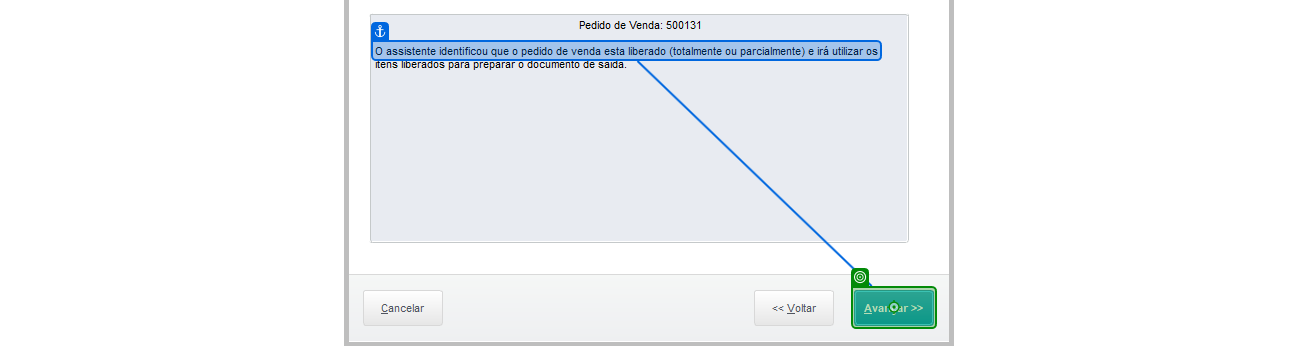 Pedido de Venda: 500131
O assistente identificou que o pedido de venda esta liberado (totalmente ou parcialmente) e irá utilizar os
itens liberados para preparar o documento de saída.
Cancelar
<< Voltar
Avançar >>